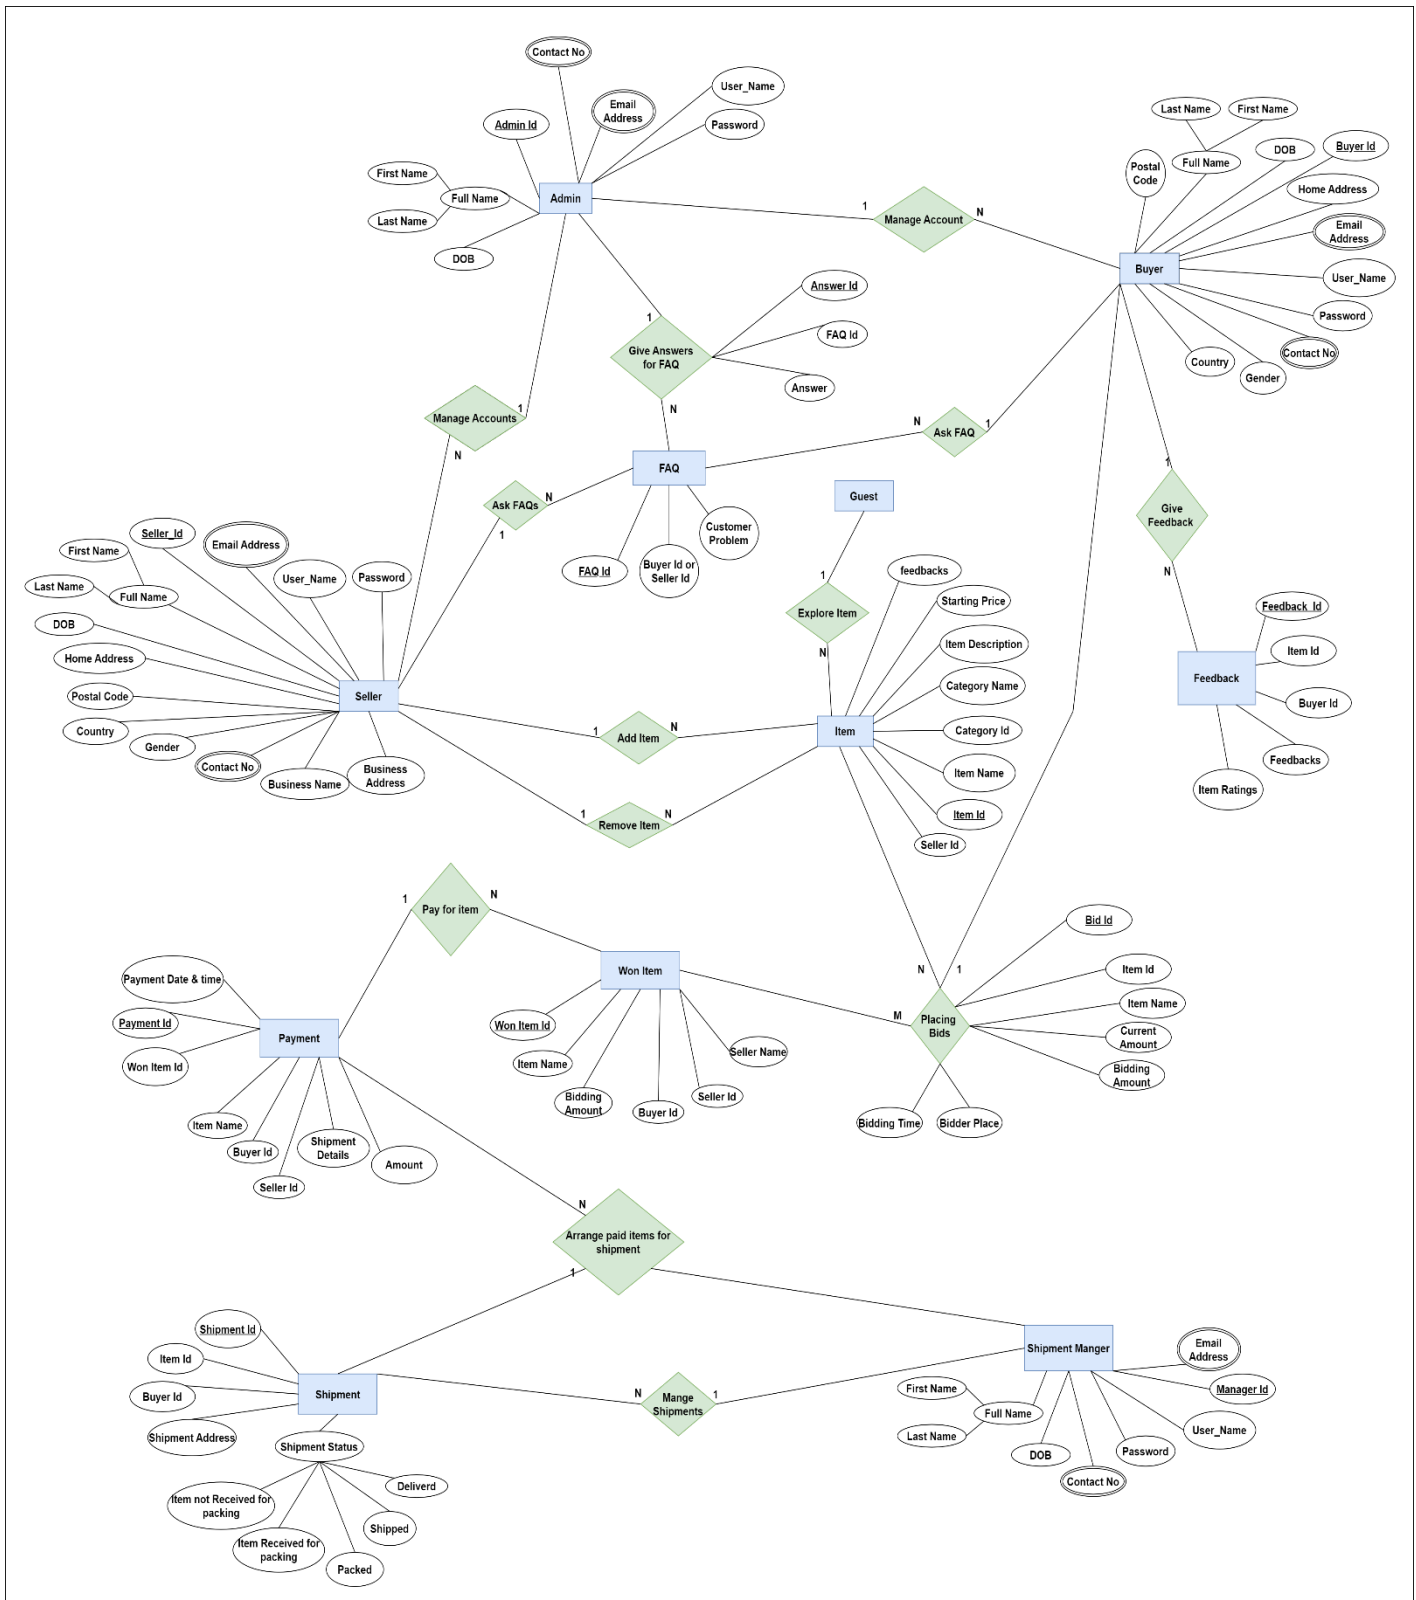 Contact No
Email
Address
User_Name
Password
Admin Id
First Name
Full Name
Last Name
DOB
Admin
1
Manage Account
N
Last Name
First Name
Postal
Code
Full Name
DOB
Buyer Id
Home Address
Email
Address
User_Name
Password
Contact No
Gender
Country
Buyer
1
Give Answers
for FAQ
N
Answer Id
FAQ Id
Answer
Manage Accounts
1
N
N
Ask FAQ
1
FAQ
Ask FAQs
N
1
FAQ Id
Buyer Id or
Seller Id
Customer
Problem
Guest
1
Explore Item
N
1
Give
Feedback
N
Feedback_Id
Item Id
Buyer Id
Feedbacks
Item Ratings
Feedback
Seller_Id
Email Address
First Name
Last Name
Full Name
User_Name
Password
DOB
Home Address
Postal Code
Country
Gender
Contact No
Business Name
Business
Address
Seller
1
Add Item
N
1
Remove Item
N
feedbacks
Starting Price
Item Description
Category Name
Category Id
Item Name
Item Id
Seller Id
Item
1
Pay for item
N
Won Item
Won Item Id
Item Name
Bidding
Amount
Buyer Id
Seller Id
Seller Name
N
1
M
Placing
Bids
Bid Id
Item Id
Item Name
Current
Amount
Bidding
Amount
Bidding Time
Bidder Place
Payment Date & time
Payment Id
Won Item Id
Payment
Item Name
Buyer Id
Seller Id
Shipment
Details
Amount
N
Arrange paid items for
shipment
1
Shipment Id
Item Id
Buyer Id
Shipment Address
Shipment
Shipment Status
Item not Received for
packing
Item Received for
packing
Packed
Shipped
Deliverd
N
Mange
Shipments
1
Shipment Manger
Email
Address
Manager Id
User_Name
Password
Contact No
DOB
First Name
Full Name
Last Name